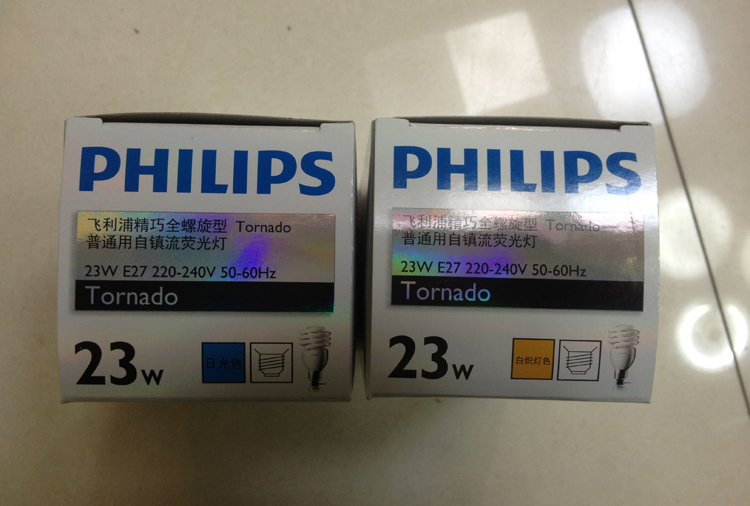 PHILIPS
飞利浦精巧全螺旋型 Tornado
普通用自镇流荧光灯
23W E27 220-240V 50-60Hz
Tornado
23W
日光色
PHILIPS
飞利浦精巧全螺旋型 Tornado
普通用自镇流荧光灯
23W E27 220-240V 50-60Hz
Tornado
23W
白炽灯色